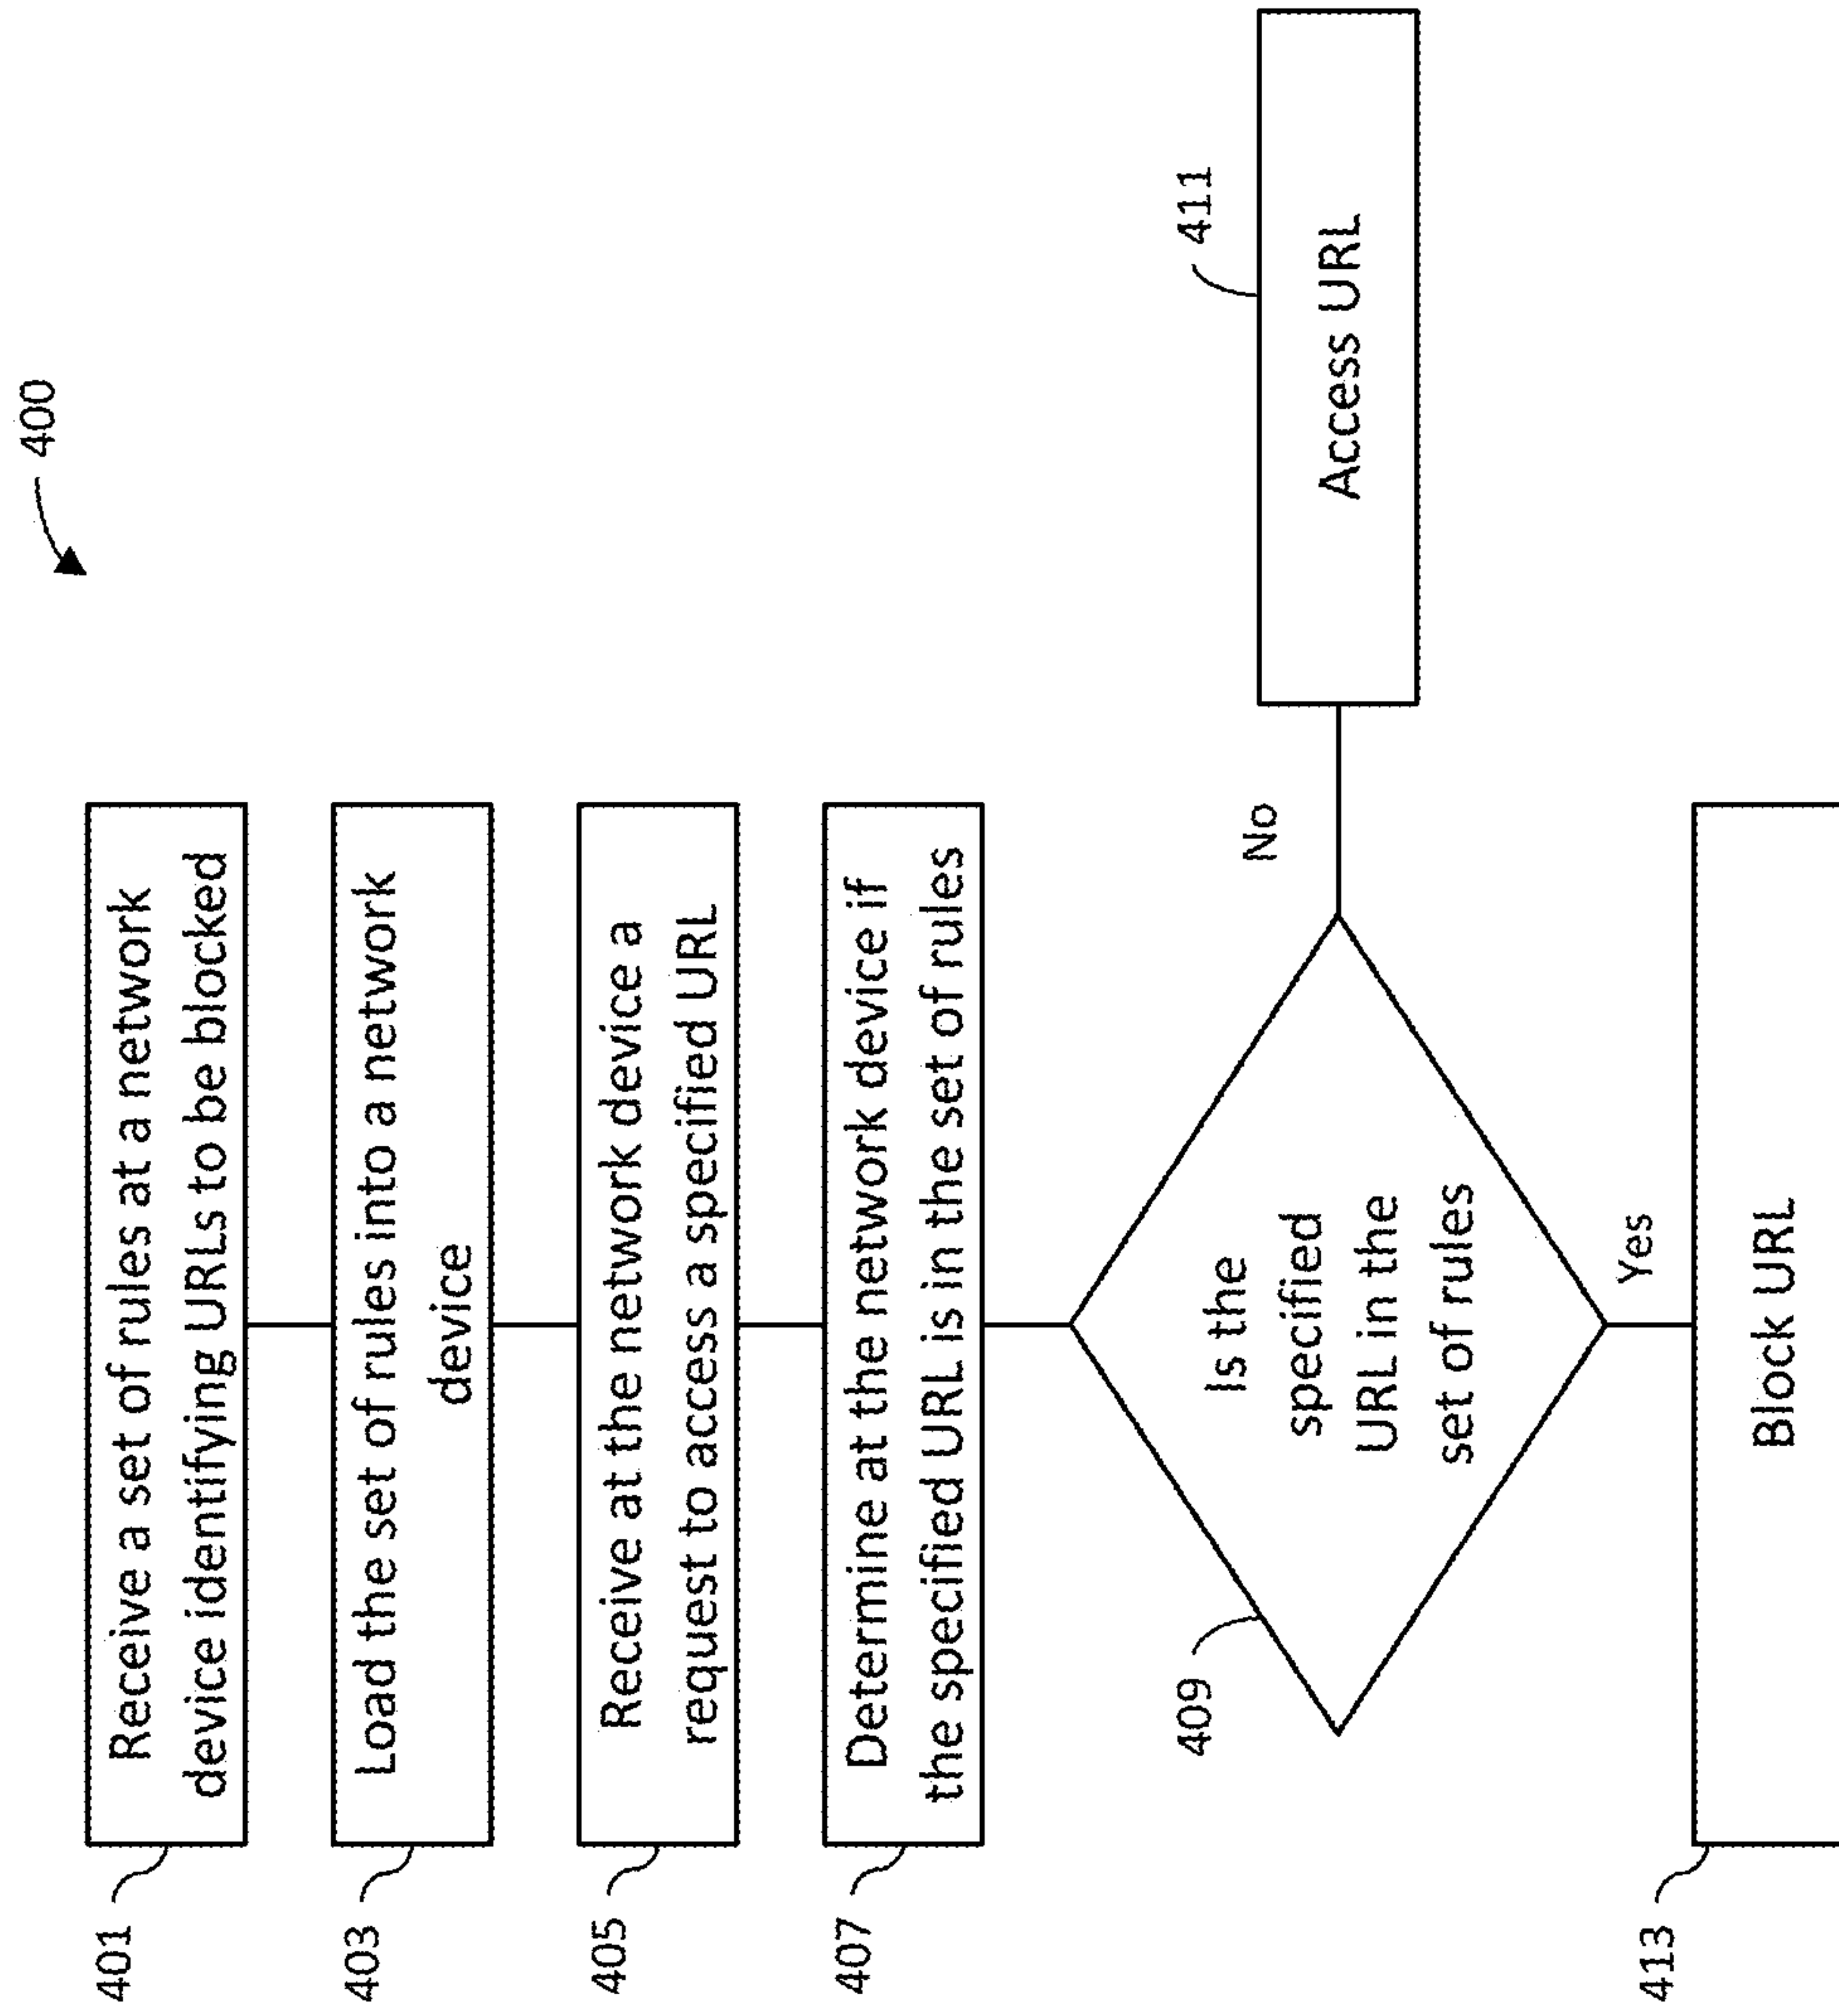 400
401
Receive a set of rules at a network
device identifying URLs to be blocked
403
Load the set of rules into a network
device
405
Receive at the network device a
request to access a specified URL
407
Determine at the network device if
the specified URL is in the set of rules
409
Is the
specified
URL in the
set of rules
No
411
Access URL
Yes
413
Block URL